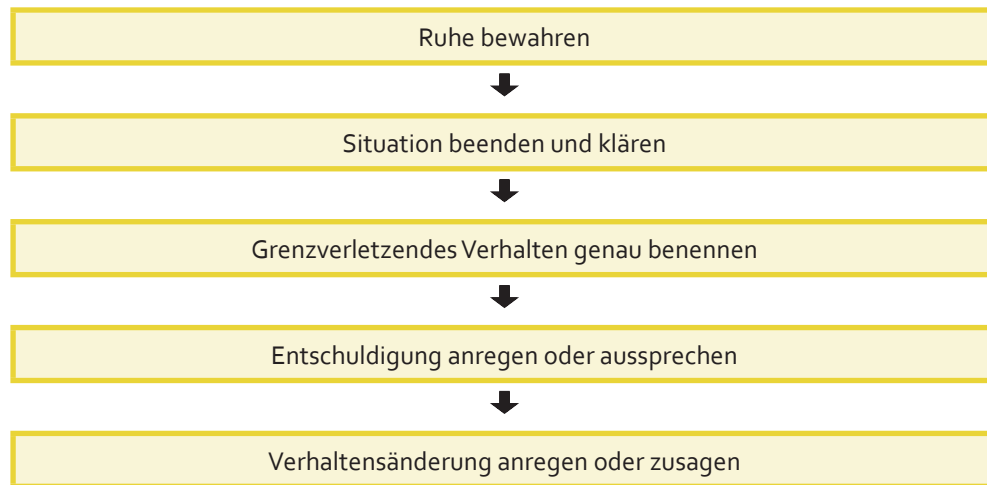 Ruhe bewahren
Situation beenden und klären
Grenzverletzendes Verhalten genau benennen
Entschuldigung anregen oder aussprechen
Verhaltensänderung anregen oder zusagen